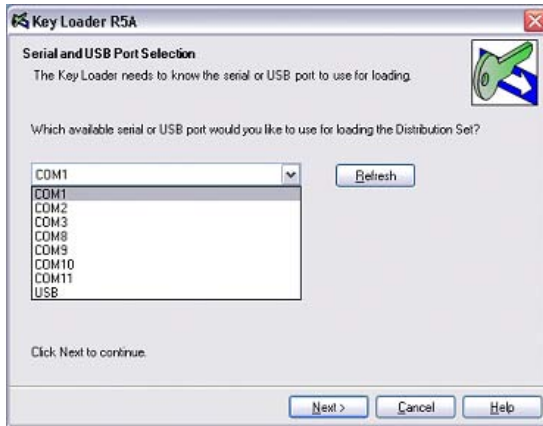 Key Loader R5A
Serial and USB Port Selection
The Key Loader needs to know the serial or USB port to use for loading.
Which available serial or USB port would you like to use for loading the Distribution Set?
COM1
Refresh
COM1
COM2
COM3
COM8
COM9
COM10
COM11
USB
Click Next to continue.
Next >
Cancel
Help